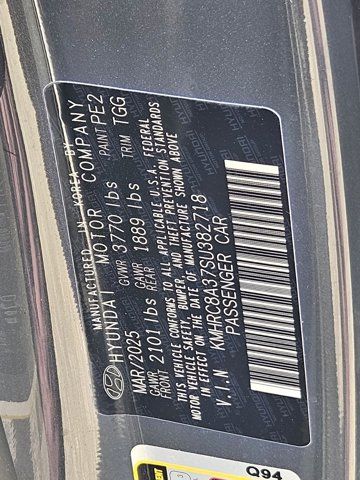 MANUFACTURED IN KOREA BY
HYUNDAI MOTOR COMPANY
MAR/2025 GVWR 3770 lbs PAINT PE2
GAWR FRONT 2101 lbs GAWR REAR 1889 lbs TRIM TGG
THIS VEHICLE CONFORMS TO ALL APPLICABLE U.S.A. FEDERAL
MOTOR VEHICLE SAFETY, BUMPER, AND THEFT PREVENTION STANDARDS
IN EFFECT ON THE DATE OF MANUFACTURE SHOWN ABOVE
V.I.N KMHRC8A37SU382718
PASSENGER CAR
Q94